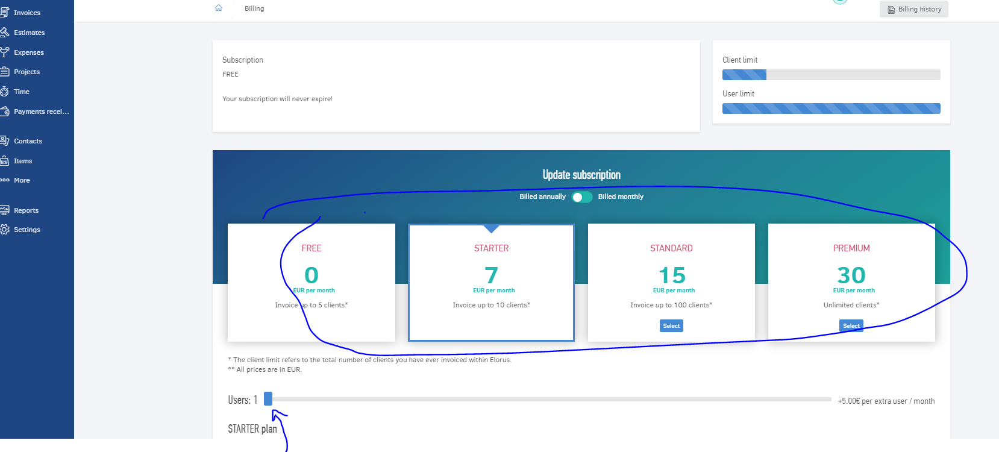 Billing
Billing history
Invoices
Estimates
Expenses
Projects
Time
Payments recei...
Contacts
Items
More
Reports
Settings
Subscription
FREE
Your subscription will never expire!
Client limit
User limit
Update subscription
Billed annually
Billed monthly
FREE
0
EUR per month
Invoice up to 5 clients*
STARTER
7
EUR per month
Invoice up to 10 clients*
STANDARD
15
EUR per month
Invoice up to 100 clients*
Select
PREMIUM
30
EUR per month
Unlimited clients*
Select
* The client limit refers to the total number of clients you have ever invoiced within Elorus.
** All prices are in EUR.
Users: 1
+5.00€ per extra user / month
STARTER plan